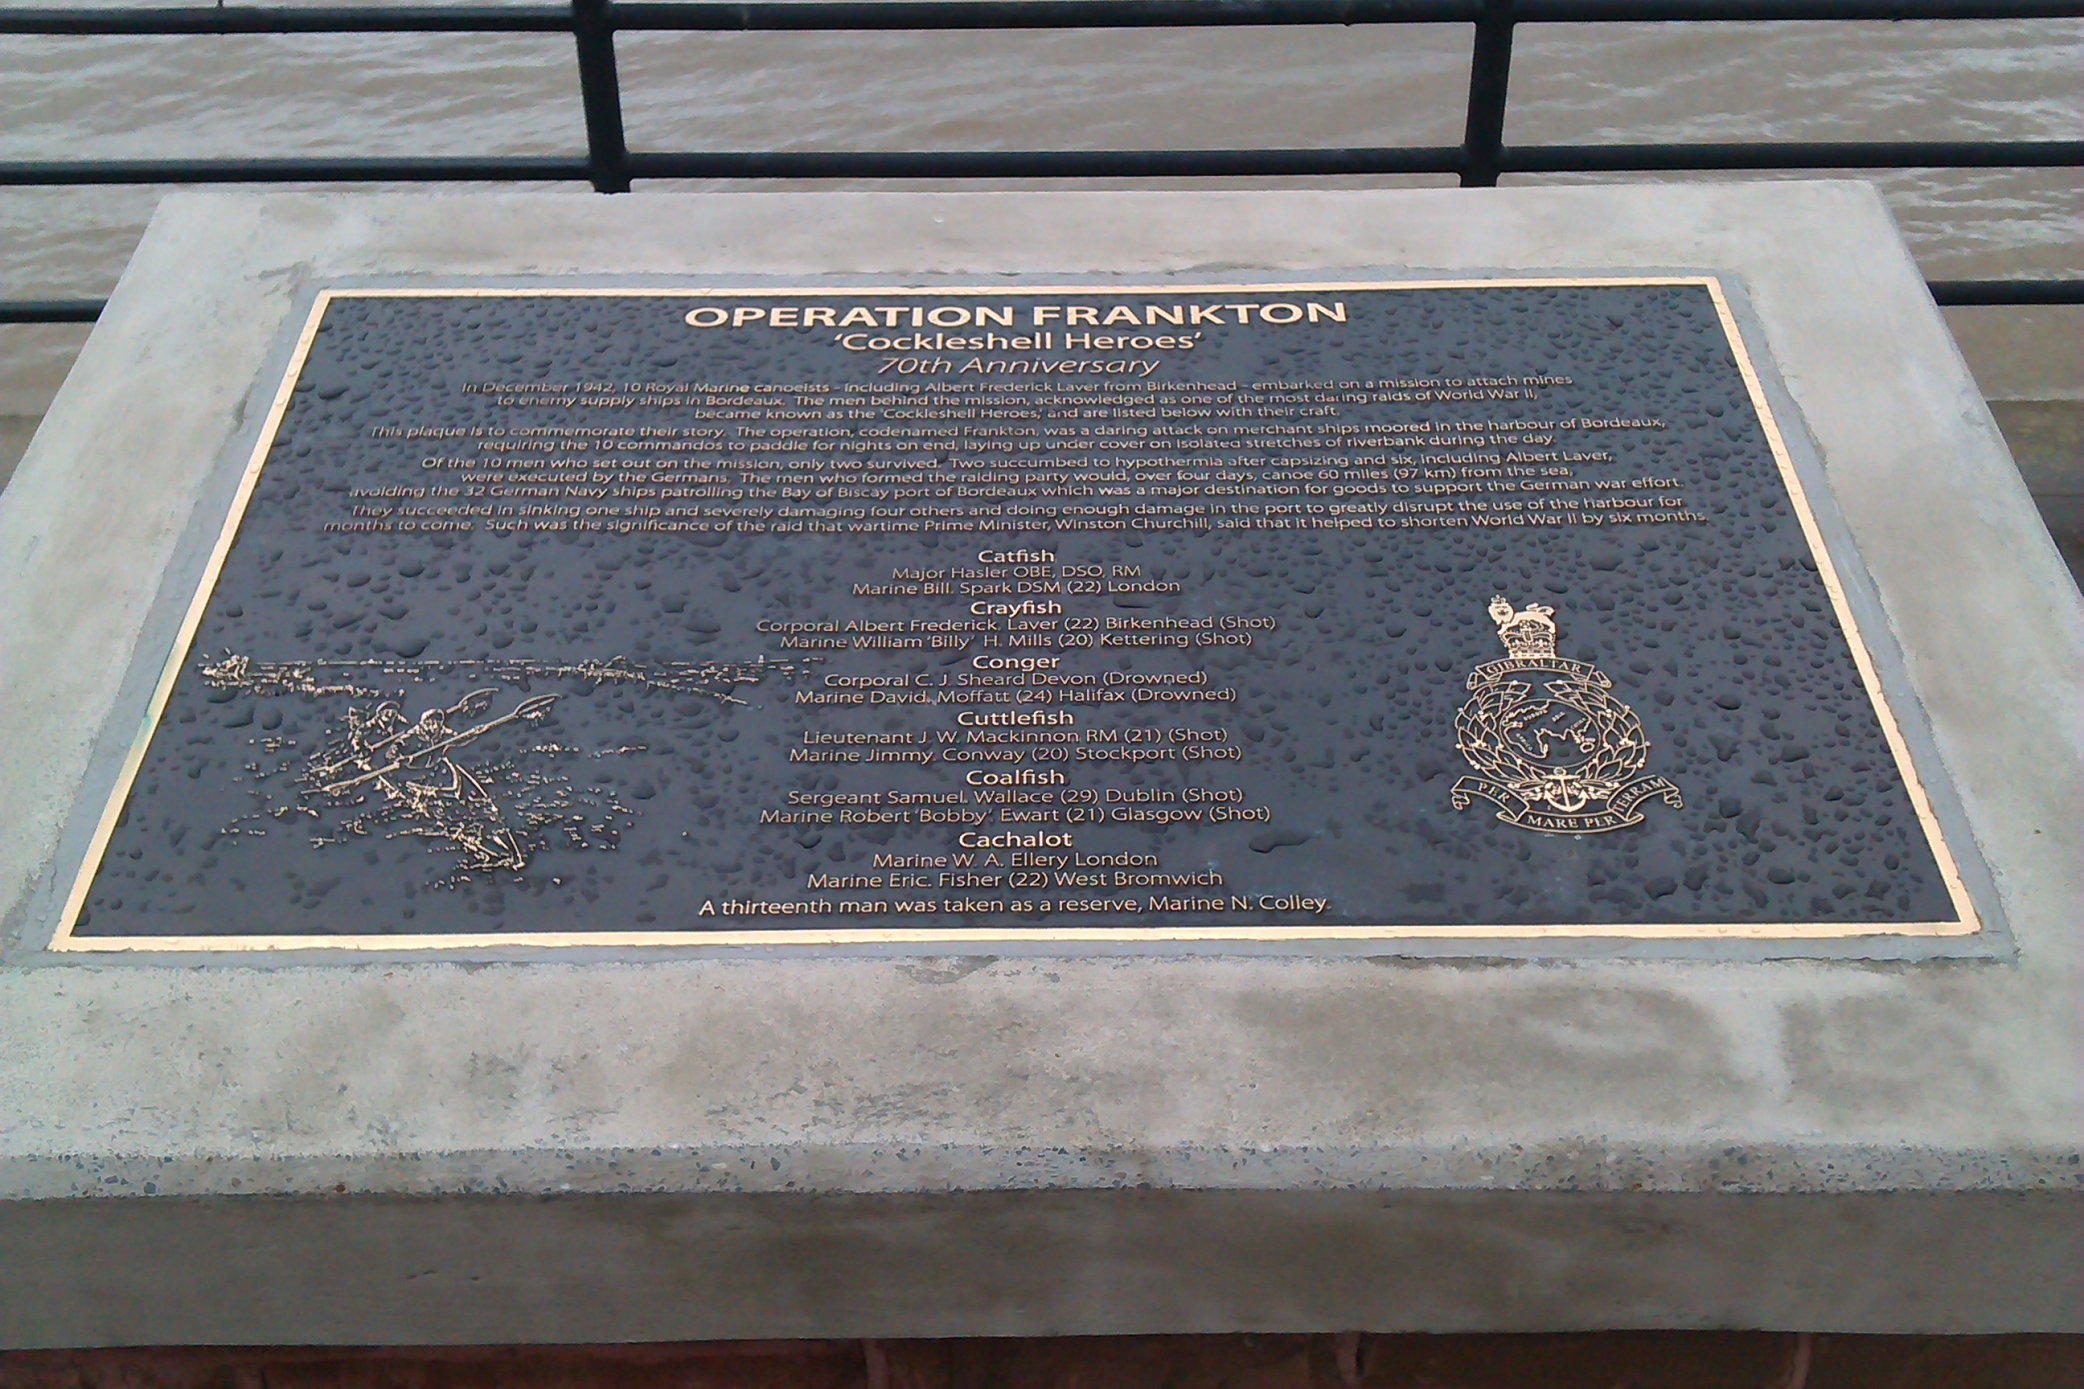 OPERATION FRANKTON
'Cockleshell Heroes'
70th Anniversary
In December 1942, 10 Royal Marine canoeists - including Albert Frederick Laver from Birkenhead - embarked on a mission to attach mines
to enemy supply ships in Bordeaux. The men behind the mission, acknowledged as one of the most daring raids of World War II,
became known as the 'Cockleshell Heroes,' and are listed below with their craft.
This plaque is to commemorate their story. The operation, codenamed Frankton, was a daring attack on merchant ships moored in the harbour of Bordeaux,
requiring the 10 commandos to paddle for nights on end, laying up under cover on isolated stretches of riverbank during the day.
Of the 10 men who set out on the mission, only two survived. Two succumbed to hypothermia after capsizing and six, including Albert Laver,
were executed by the Germans. The men who formed the raiding party would, over four days, canoe 60 miles (97 km) from the sea,
avoiding the 32 German Navy ships patrolling the Bay of Biscay port of Bordeaux which was a major destination for goods to support the German war effort.
They succeeded in sinking one ship and severely damaging four others and doing enough damage in the port to greatly disrupt the use of the harbour for
months to come. Such was the significance of the raid that wartime Prime Minister, Winston Churchill, said that it helped to shorten World War II by six months.
Catfish
Major Hasler OBE, DSO, RM
Marine Bill. Spark DSM (22) London
Crayfish
Corporal Albert Frederick. Laver (22) Birkenhead (Shot)
Marine William 'Billy' H. Mills (20) Kettering (Shot)
Conger
Corporal C. J. Sheard Devon (Drowned)
Marine David. Moffatt (24) Halifax (Drowned)
Cuttlefish
Lieutenant J. W. Mackinnon RM (21) (Shot)
Marine Jimmy. Conway (20) Stockport (Shot)
Coalfish
Sergeant Samuel. Wallace (29) Dublin (Shot)
Marine Robert 'Bobby'. Ewart (21) Glasgow (Shot)
Cachalot
Marine W. A. Ellery London
Marine Eric. Fisher (22) West Bromwich
A thirteenth man was taken as a reserve, Marine N. Colley.
GIBRALTAR
PER MARE PER TERRAM